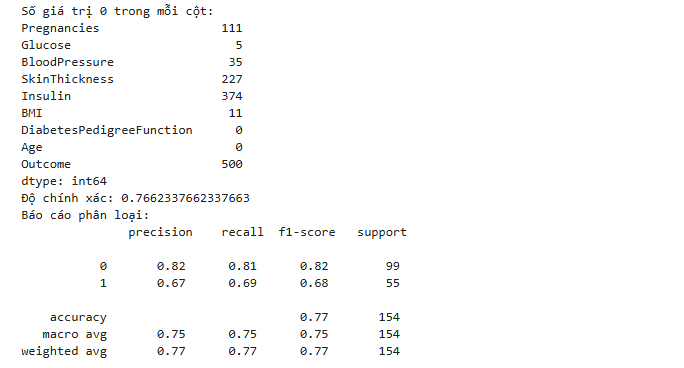 Số giá trị 0 trong mỗi cột:
Pregnancies 111
Glucose 5
BloodPressure 35
SkinThickness 227
Insulin 374
BMI 11
DiabetesPedigreeFunction 0
Age 0
Outcome 500
dtype: int64
Độ chính xác: 0.7662337662337663
Báo cáo phân loại:
precision recall f1-score support
0 0.82 0.81 0.82 99
1 0.67 0.69 0.68 55
accuracy 0.77 154
macro avg 0.75 0.75 0.75 154
weighted avg 0.77 0.77 0.77 154